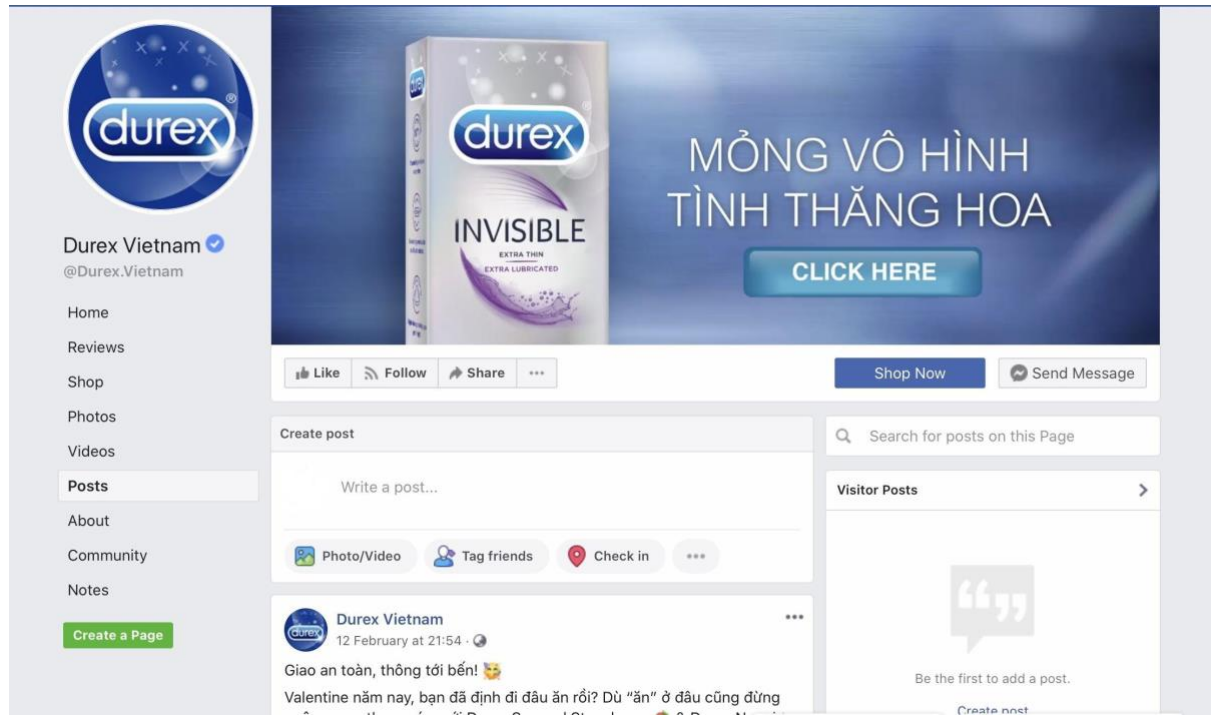 durex
Durex Vietnam
@Durex.Vietnam
Home
Reviews
Shop
Photos
Videos
Posts
About
Community
Notes
Create a Page
durex
durex
INVISIBLE
EXTRA THIN
EXTRA LUBRICATED
MỎNG VÔ HÌNH
TÌNH THĂNG HOA
CLICK HERE
Like Follow Share ...
Shop Now Send Message
Create post
Write a post...
Photo/Video Tag friends Check in ...
Durex Vietnam
12 February at 21:54 ·
durex
Giao an toàn, thông tới bến! 🥳
Valentine năm nay, bạn đã định đi đâu ăn rồi? Dù “ăn” ở đâu cũng đừng
Search for posts on this Page
Visitor Posts
Be the first to add a post.
Create post